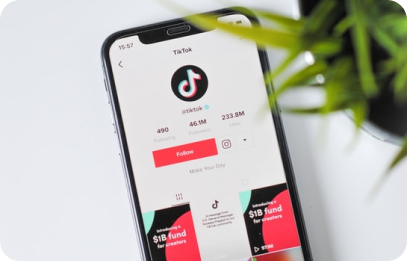 15:57
TikTok
@tiktok
490 46.1M 233.8M
Following Followers Likes
Follow
Make Your Day
Introducing a
$1B fund
for creators
Introducing a
$1B fund
for creators